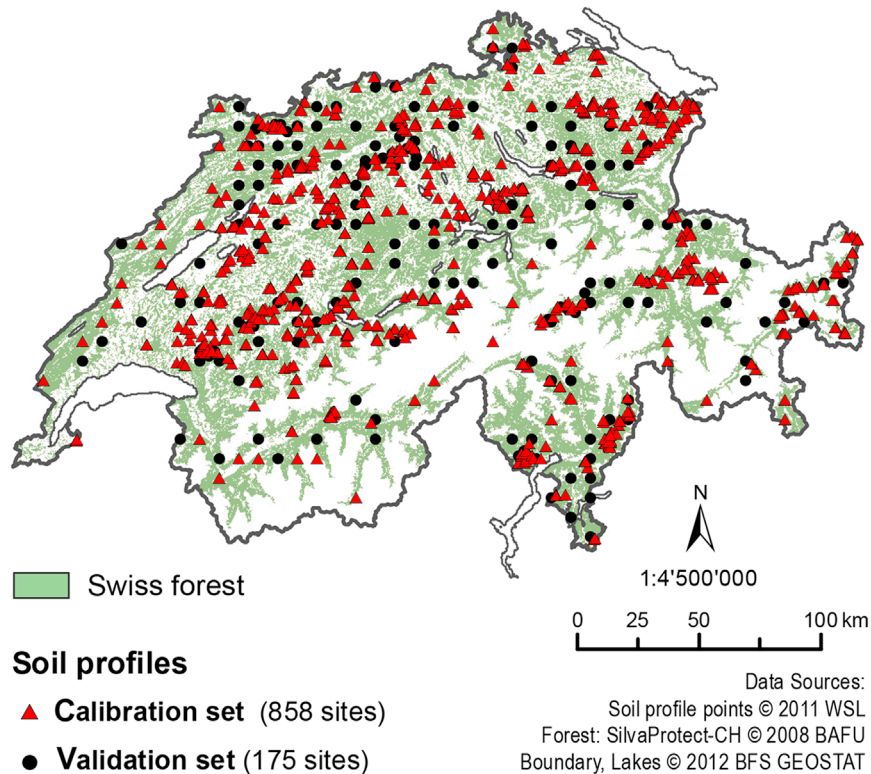 N
1:4'500'000
0 25 50 100 km
Swiss forest
Soil profiles
Calibration set (858 sites)
Validation set (175 sites)
Data Sources:
Soil profile points © 2011 WSL
Forest: SilvaProtect-CH © 2008 BAFU
Boundary, Lakes © 2012 BFS GEOSTAT